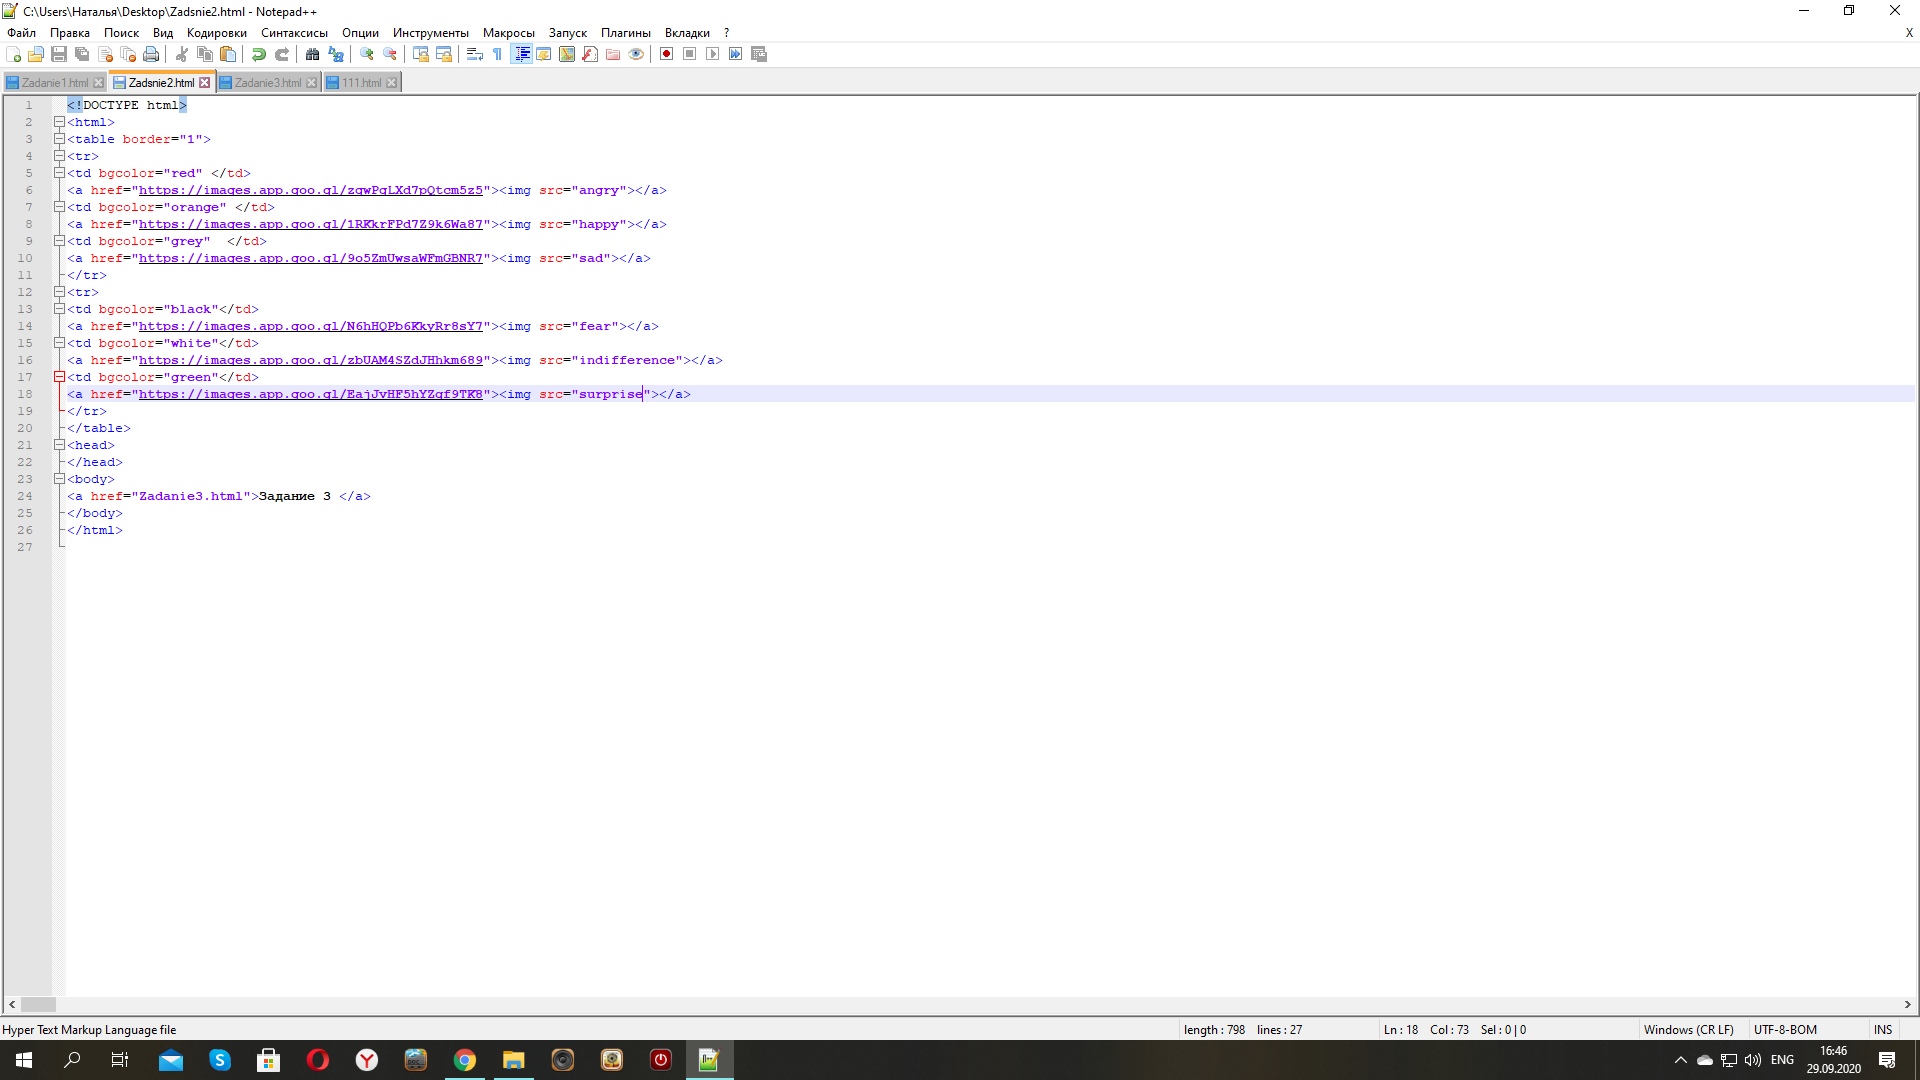 C:\Users\Наталья\Desktop\Zadsnie2.html - Notepad++
Файл Правка Поиск Вид Кодировки Синтаксисы Опции Инструменты Макросы Запуск Плагины Вкладки ? X
Zadanie1.html Zadsnie2.html Zadanie3.html 111.html
1 <!DOCTYPE html>
2 <html>
3 <table border="1">
4 <tr>
5 <td bgcolor="red" </td>
6 <a href="https://images.app.goo.gl/zgwPgLXd7pQtcm5z5"><img src="angry"></a>
7 <td bgcolor="orange" </td>
8 <a href="https://images.app.goo.gl/1RKkrFPd7Z9k6Wa87"><img src="happy"></a>
9 <td bgcolor="grey"  </td>
10 <a href="https://images.app.goo.gl/9o5ZmUwsaWFmGBNR7"><img src="sad"></a>
11 </tr>
12 <tr>
13 <td bgcolor="black"</td>
14 <a href="https://images.app.goo.gl/N6hHQPb6KkyRr8sY7"><img src="fear"></a>
15 <td bgcolor="white"</td>
16 <a href="https://images.app.goo.gl/zbUAM4SZdJHhkm689"><img src="indifference"></a>
17 <td bgcolor="green"</td>
18 <a href="https://images.app.goo.gl/EajJvHF5hYZgf9TK8"><img src="surprise"></a>
19 </tr>
20 </table>
21 <head>
22 </head>
23 <body>
24 <a href="Zadanie3.html">Задание 3 </a>
25 </body>
26 </html>
27
Hyper Text Markup Language file length : 798 lines : 27 Ln : 18 Col : 73 Sel : 0 | 0 Windows (CR LF) UTF-8-BOM INS
ENG 16:46
29.09.2020